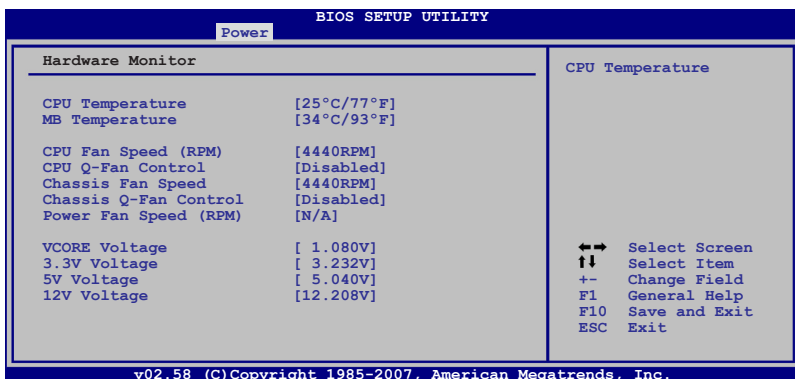 BIOS SETUP UTILITY
Power
Hardware Monitor
CPU Temperature [25°C/77°F]
MB Temperature [34°C/93°F]
CPU Fan Speed (RPM) [4440RPM]
CPU Q-Fan Control [Disabled]
Chassis Fan Speed [4440RPM]
Chassis Q-Fan Control [Disabled]
Power Fan Speed (RPM) [N/A]
VCORE Voltage [ 1.080V]
3.3V Voltage [ 3.232V]
5V Voltage [ 5.040V]
12V Voltage [12.208V]
CPU Temperature
←→ Select Screen
↑↓ Select Item
+- Change Field
F1 General Help
F10 Save and Exit
ESC Exit
v02.58 (C)Copyright 1985-2007, American Megatrends, Inc.